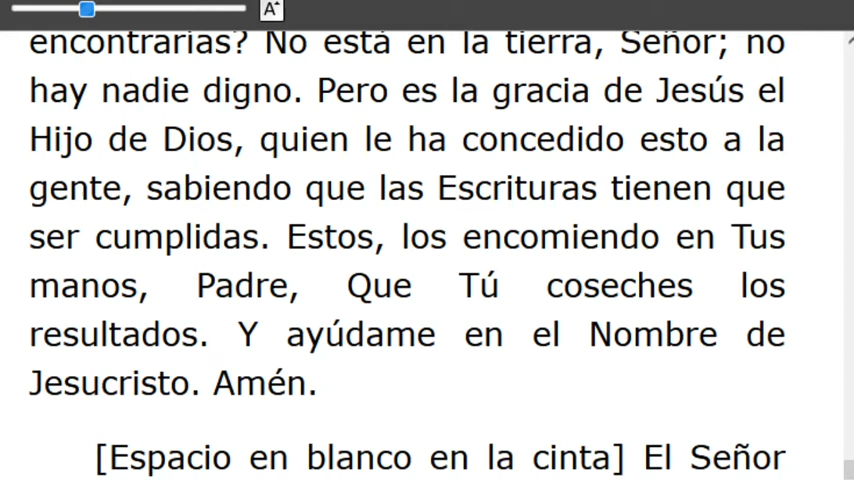 A
encontrarías? No está en la tierra, Señor; no
hay nadie digno. Pero es la gracia de Jesús el
Hijo de Dios, quien le ha concedido esto a la
gente, sabiendo que las Escrituras tienen que
ser cumplidas. Estos, los encomiendo en Tus
manos, Padre, Que Tú coseches los
resultados. Y ayúdame en el Nombre de
Jesucristo. Amén.
[Espacio en blanco en la cinta] El Señor